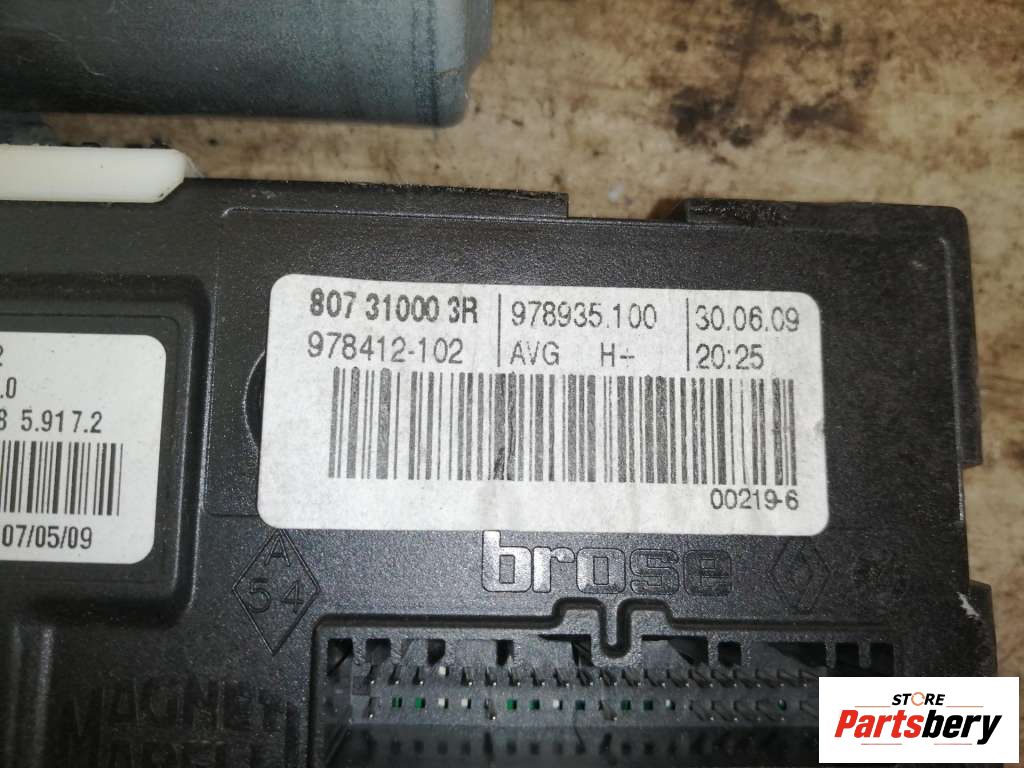 807 31000 3R
978935.100
30.06.09
978412-102
AVG H-
20:25
00219-6
2
.0
8 5.917.2
07/05/09
A
54
brose
MAGNETI
STORE
Partsbery